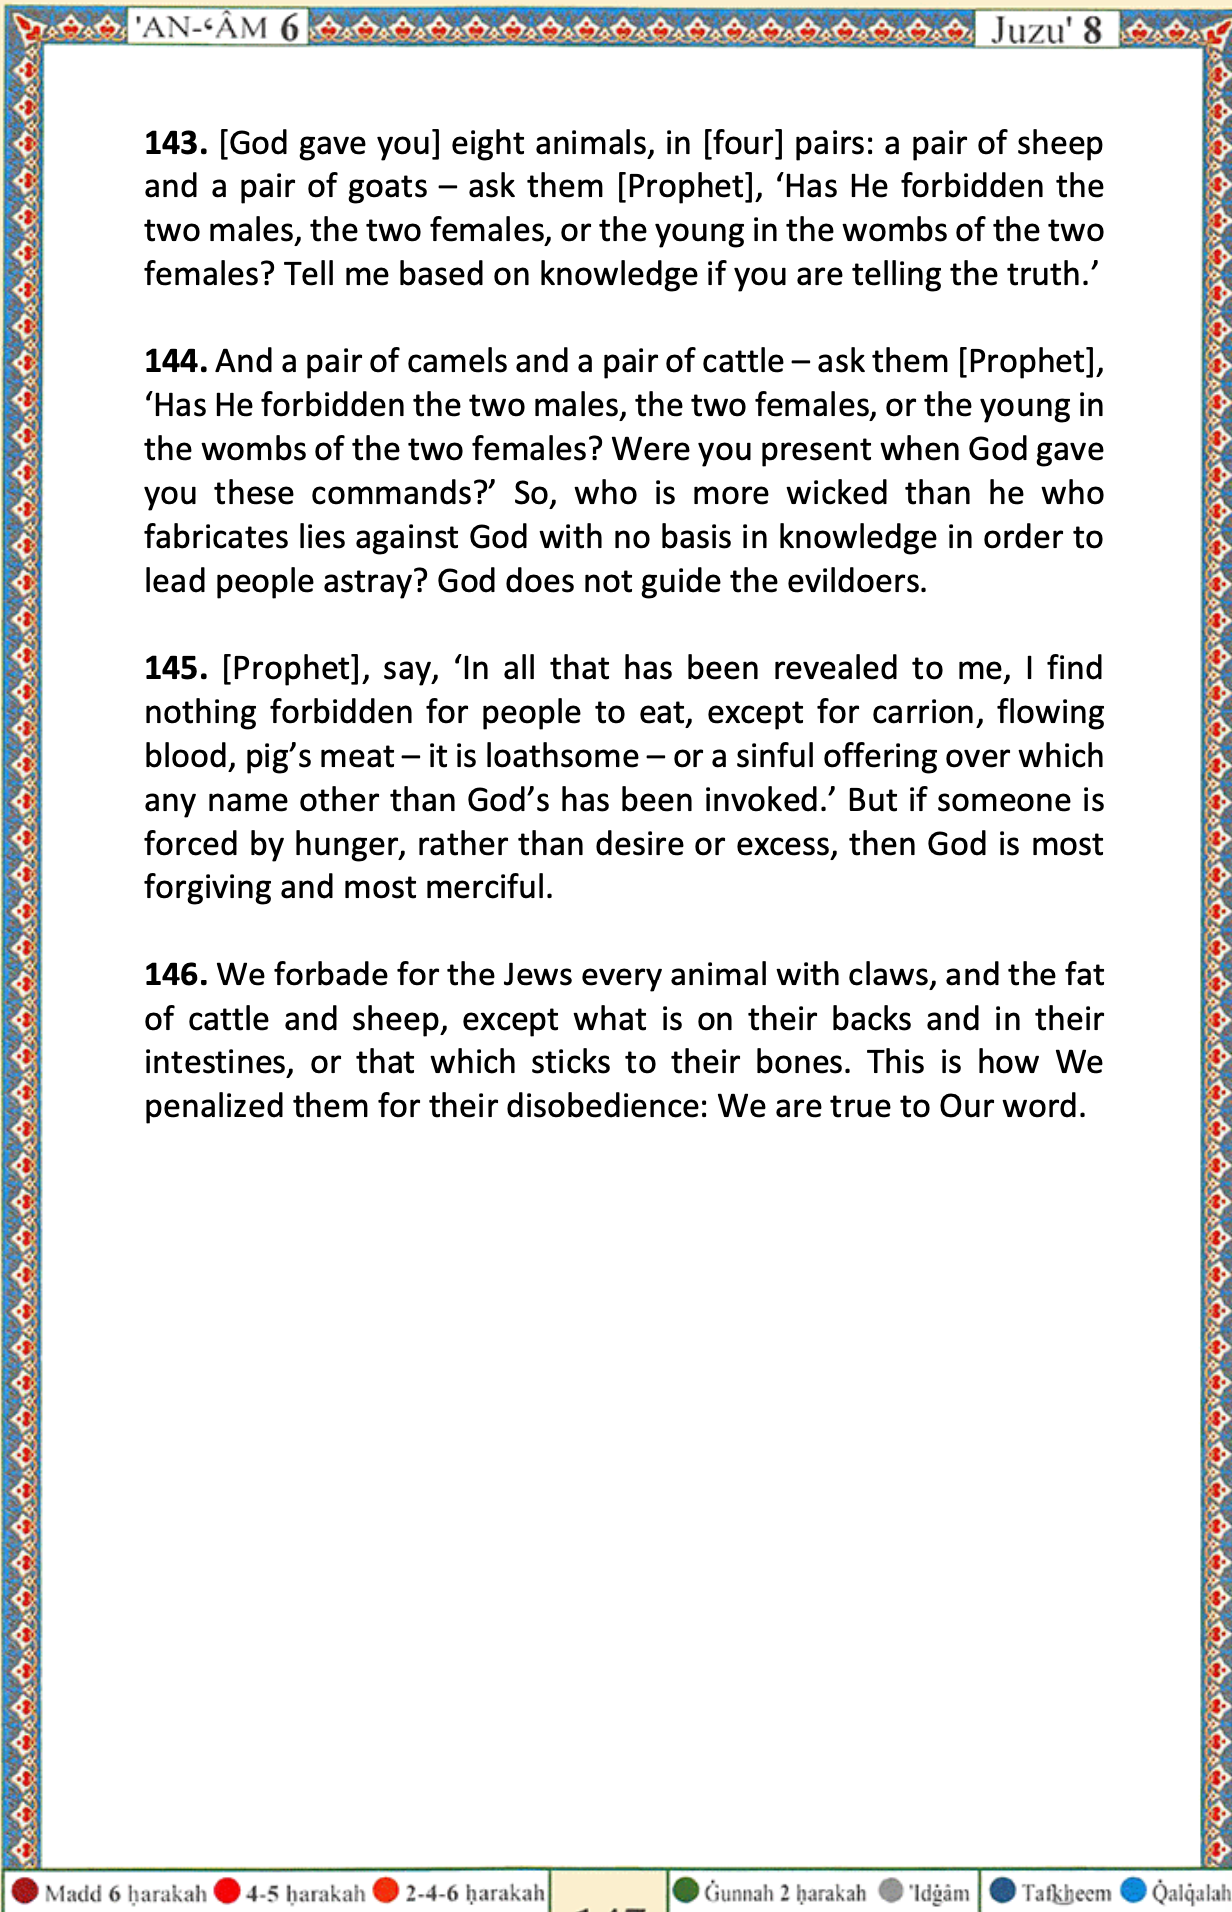 'AN-‘ÂM 6
Juzu' 8
143. [God gave you] eight animals, in [four] pairs: a pair of sheep
and a pair of goats – ask them [Prophet], ‘Has He forbidden the
two males, the two females, or the young in the wombs of the two
females? Tell me based on knowledge if you are telling the truth.’
144. And a pair of camels and a pair of cattle – ask them [Prophet],
‘Has He forbidden the two males, the two females, or the young in
the wombs of the two females? Were you present when God gave
you these commands?’ So, who is more wicked than he who
fabricates lies against God with no basis in knowledge in order to
lead people astray? God does not guide the evildoers.
145. [Prophet], say, ‘In all that has been revealed to me, I find
nothing forbidden for people to eat, except for carrion, flowing
blood, pig’s meat – it is loathsome – or a sinful offering over which
any name other than God’s has been invoked.’ But if someone is
forced by hunger, rather than desire or excess, then God is most
forgiving and most merciful.
146. We forbade for the Jews every animal with claws, and the fat
of cattle and sheep, except what is on their backs and in their
intestines, or that which sticks to their bones. This is how We
penalized them for their disobedience: We are true to Our word.
Madd 6 ḥarakah 4-5 ḥarakah 2-4-6 ḥarakah Ġunnah 2 ḥarakah 'Idġâm Tafkheem Q̇alq̇alah